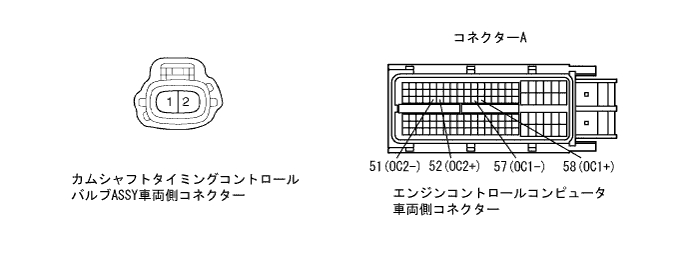 コネクターA
1 2
51(OC2-) 52(OC2+) 57(OC1-) 58(OC1+)
カムシャフトタイミングコントロール
バルブASSY車両側コネクター
エンジンコントロールコンピュータ
車両側コネクター